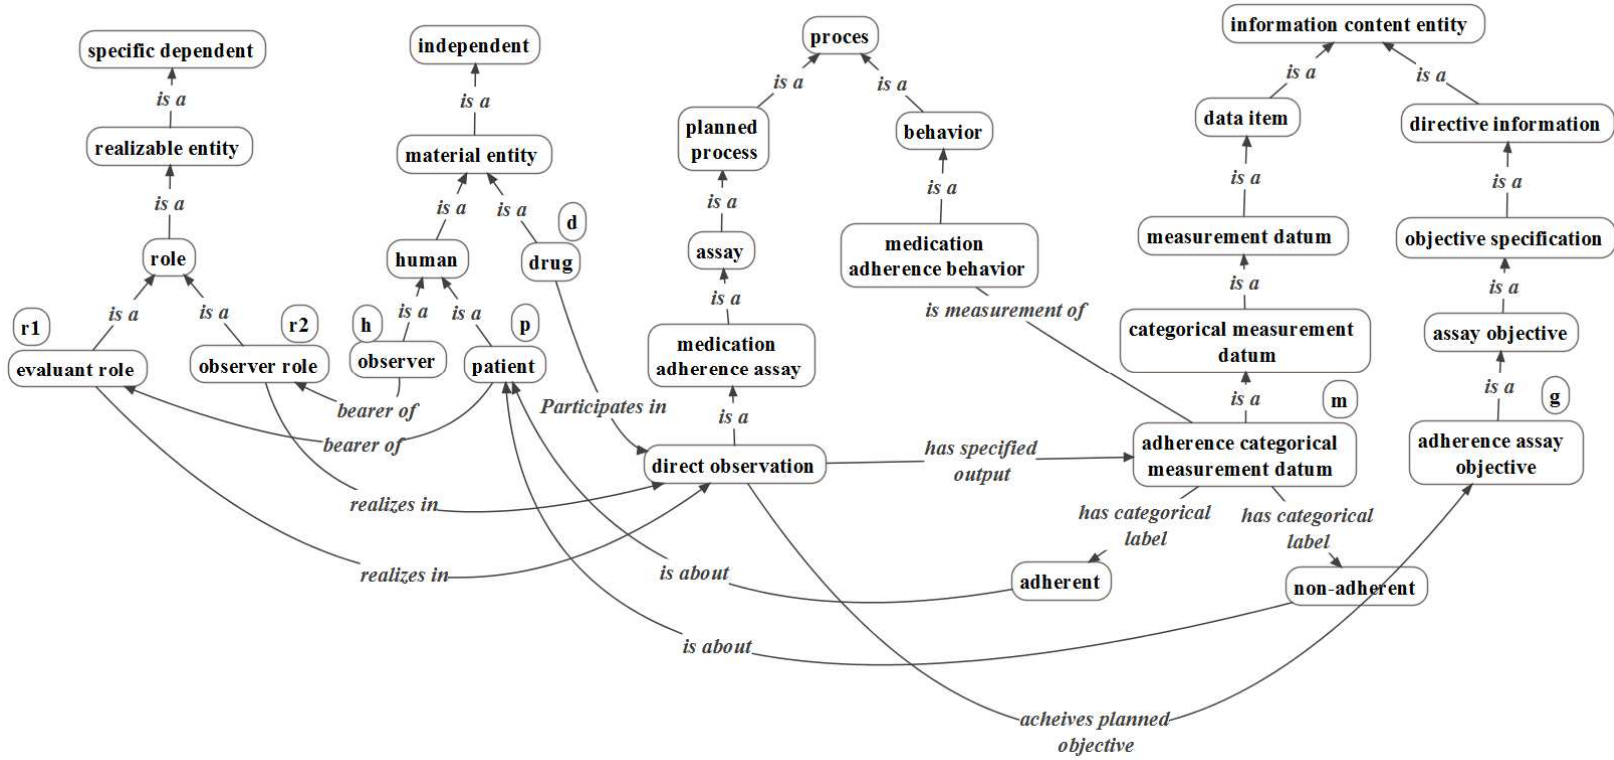 specific dependent
independent
proces
information content entity
is a
is a
is a
is a
is a
is a
realizable entity
material entity
planned
process
behavior
data item
directive information
is a
is a
is a
is a
is a
is a
is a
role
human
d
drug
assay
medication
adherence behavior
measurement datum
objective specification
is a
is a
is a
is a
is a
is a
is a
r1
evaluant role
r2
observer role
h
observer
p
patient
medication
adherence assay
is measurement of
categorical measurement
datum
assay objective
bearer of
bearer of
Participates in
is a
is a
m
is a
g
direct observation
has specified
output
adherence categorical
measurement datum
adherence assay
objective
realizes in
realizes in
has categorical
label
has categorical
label
is about
adherent
non-adherent
is about
acheives planned
objective